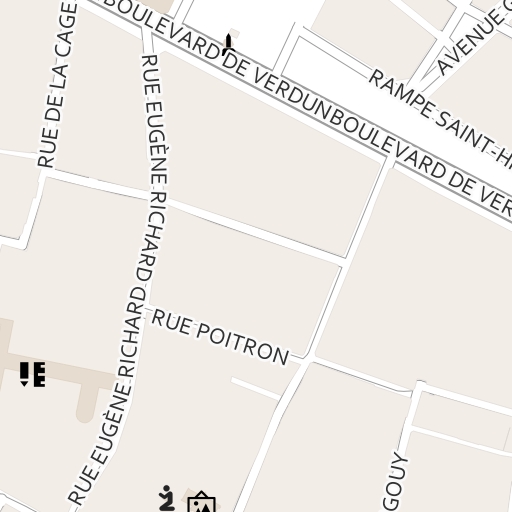 BOULEVARD DE VERDUN
BOULEVARD DE VER
AVENUE G
RAMPE SAINT-H
RUE DE LA CAGE
RUE EUGÈNE RICHARD
RUE EUGÈNE RICHARD
RUE POITRON
GOUY